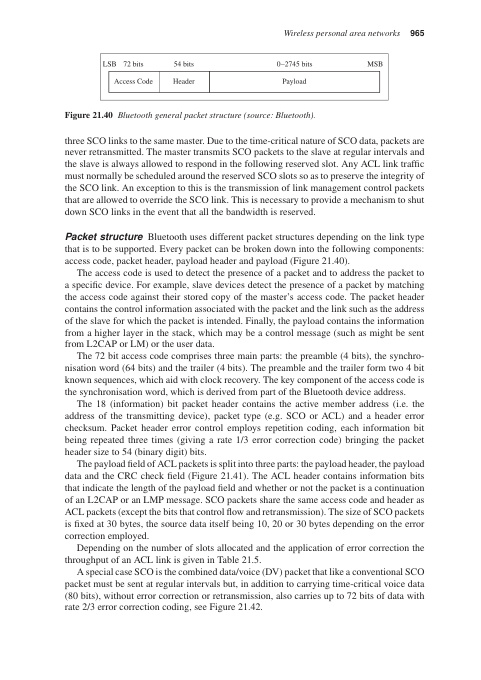 Wireless personal area networks 965
LSB 72 bits 54 bits 0–2745 bits MSB
Access Code Header Payload
Figure 21.40 Bluetooth general packet structure (source: Bluetooth).
three SCO links to the same master. Due to the time-critical nature of SCO data, packets are
never retransmitted. The master transmits SCO packets to the slave at regular intervals and
the slave is always allowed to respond in the following reserved slot. Any ACL link traffic
must normally be scheduled around the reserved SCO slots so as to preserve the integrity of
the SCO link. An exception to this is the transmission of link management control packets
that are allowed to override the SCO link. This is necessary to provide a mechanism to shut
down SCO links in the event that all the bandwidth is reserved.
Packet structure Bluetooth uses different packet structures depending on the link type
that is to be supported. Every packet can be broken down into the following components:
access code, packet header, payload header and payload (Figure 21.40).
The access code is used to detect the presence of a packet and to address the packet to
a specific device. For example, slave devices detect the presence of a packet by matching
the access code against their stored copy of the master's access code. The packet header
contains the control information associated with the packet and the link such as the address
of the slave for which the packet is intended. Finally, the payload contains the information
from a higher layer in the stack, which may be a control message (such as might be sent
from L2CAP or LM) or the user data.
The 72 bit access code comprises three main parts: the preamble (4 bits), the synchro-
nisation word (64 bits) and the trailer (4 bits). The preamble and the trailer form two 4 bit
known sequences, which aid with clock recovery. The key component of the access code is
the synchronisation word, which is derived from part of the Bluetooth device address.
The 18 (information) bit packet header contains the active member address (i.e. the
address of the transmitting device), packet type (e.g. SCO or ACL) and a header error
checksum. Packet header error control employs repetition coding, each information bit
being repeated three times (giving a rate 1/3 error correction code) bringing the packet
header size to 54 (binary digit) bits.
The payload field of ACL packets is split into three parts: the payload header, the payload
data and the CRC check field (Figure 21.41). The ACL header contains information bits
that indicate the length of the payload field and whether or not the packet is a continuation
of an L2CAP or an LMP message. SCO packets share the same access code and header as
ACL packets (except the bits that control flow and retransmission). The size of SCO packets
is fixed at 30 bytes, the source data itself being 10, 20 or 30 bytes depending on the error
correction employed.
Depending on the number of slots allocated and the application of error correction the
throughput of an ACL link is given in Table 21.5.
A special case SCO is the combined data/voice (DV) packet that like a conventional SCO
packet must be sent at regular intervals but, in addition to carrying time-critical voice data
(80 bits), without error correction or retransmission, also carries up to 72 bits of data with
rate 2/3 error correction coding, see Figure 21.42.